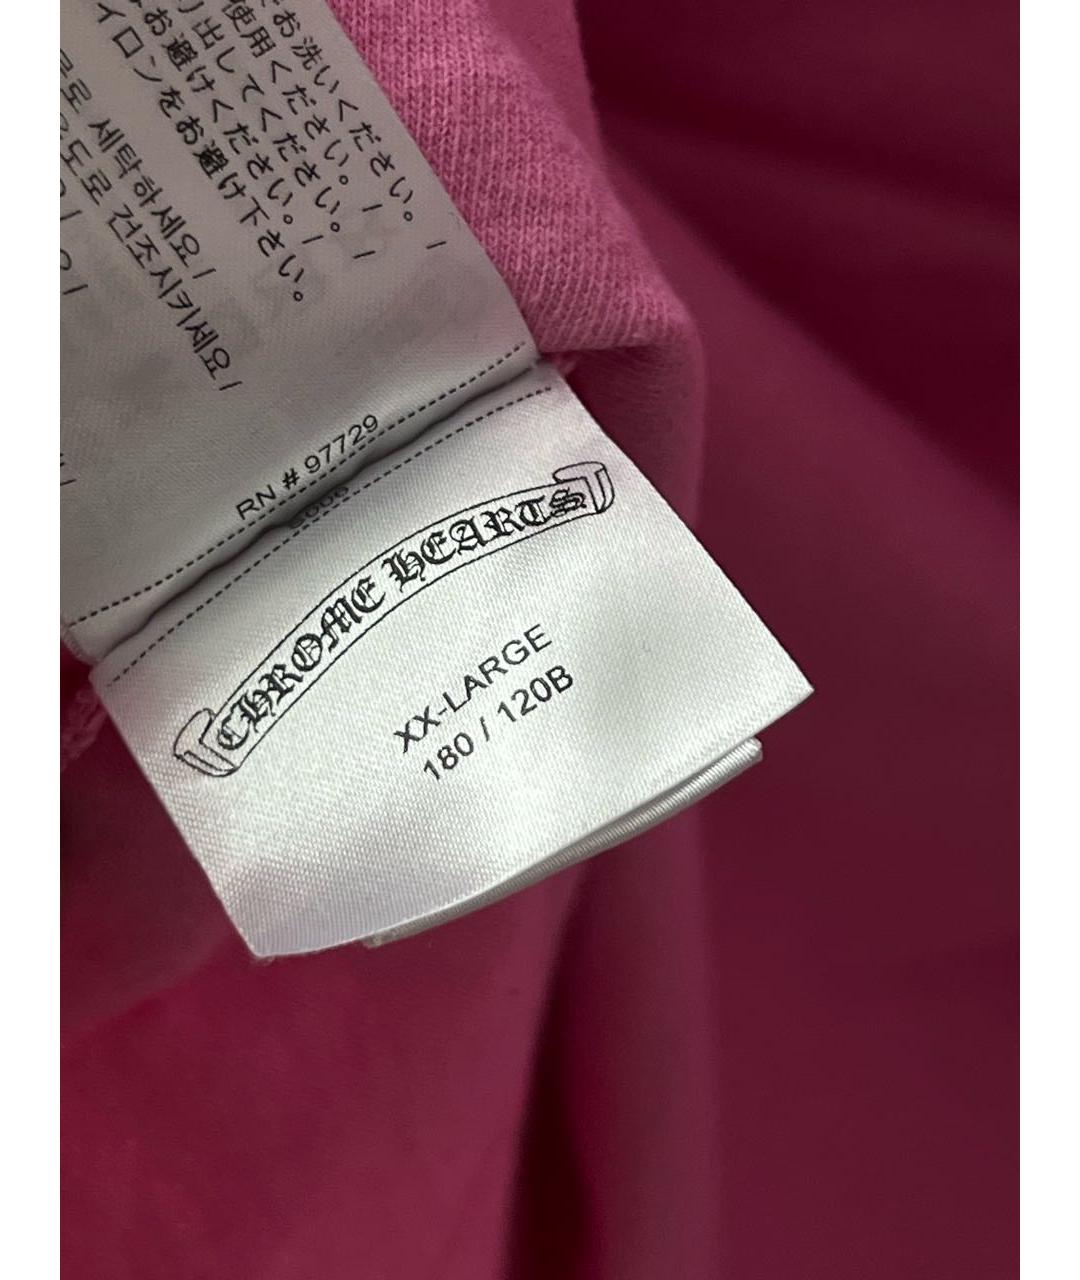 お洗いください。/
使用ください。/
り出してください。/
お避けください。/
イロンをお避け下さい。
로 세탁하세요/
도로 건조시키세요/
RN # 97729
CHROME HEARTS
XX-LARGE
180 / 120B